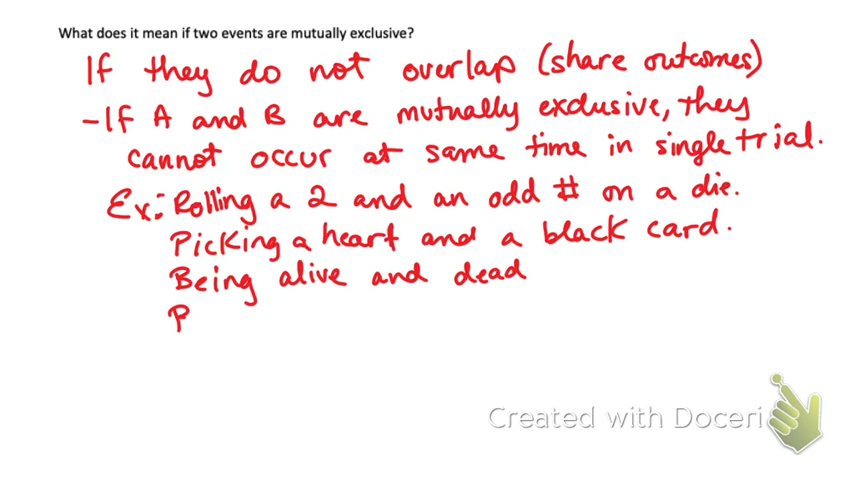 What does it mean if two events are mutually exclusive?
If they do not overlap (share outcomes)
- If A and B are mutually exclusive, they
cannot occur at same time in single trial.
Ex: Rolling a 2 and an odd # on a die.
Picking a heart and a black card.
Being alive and dead
P
Created with Doceri